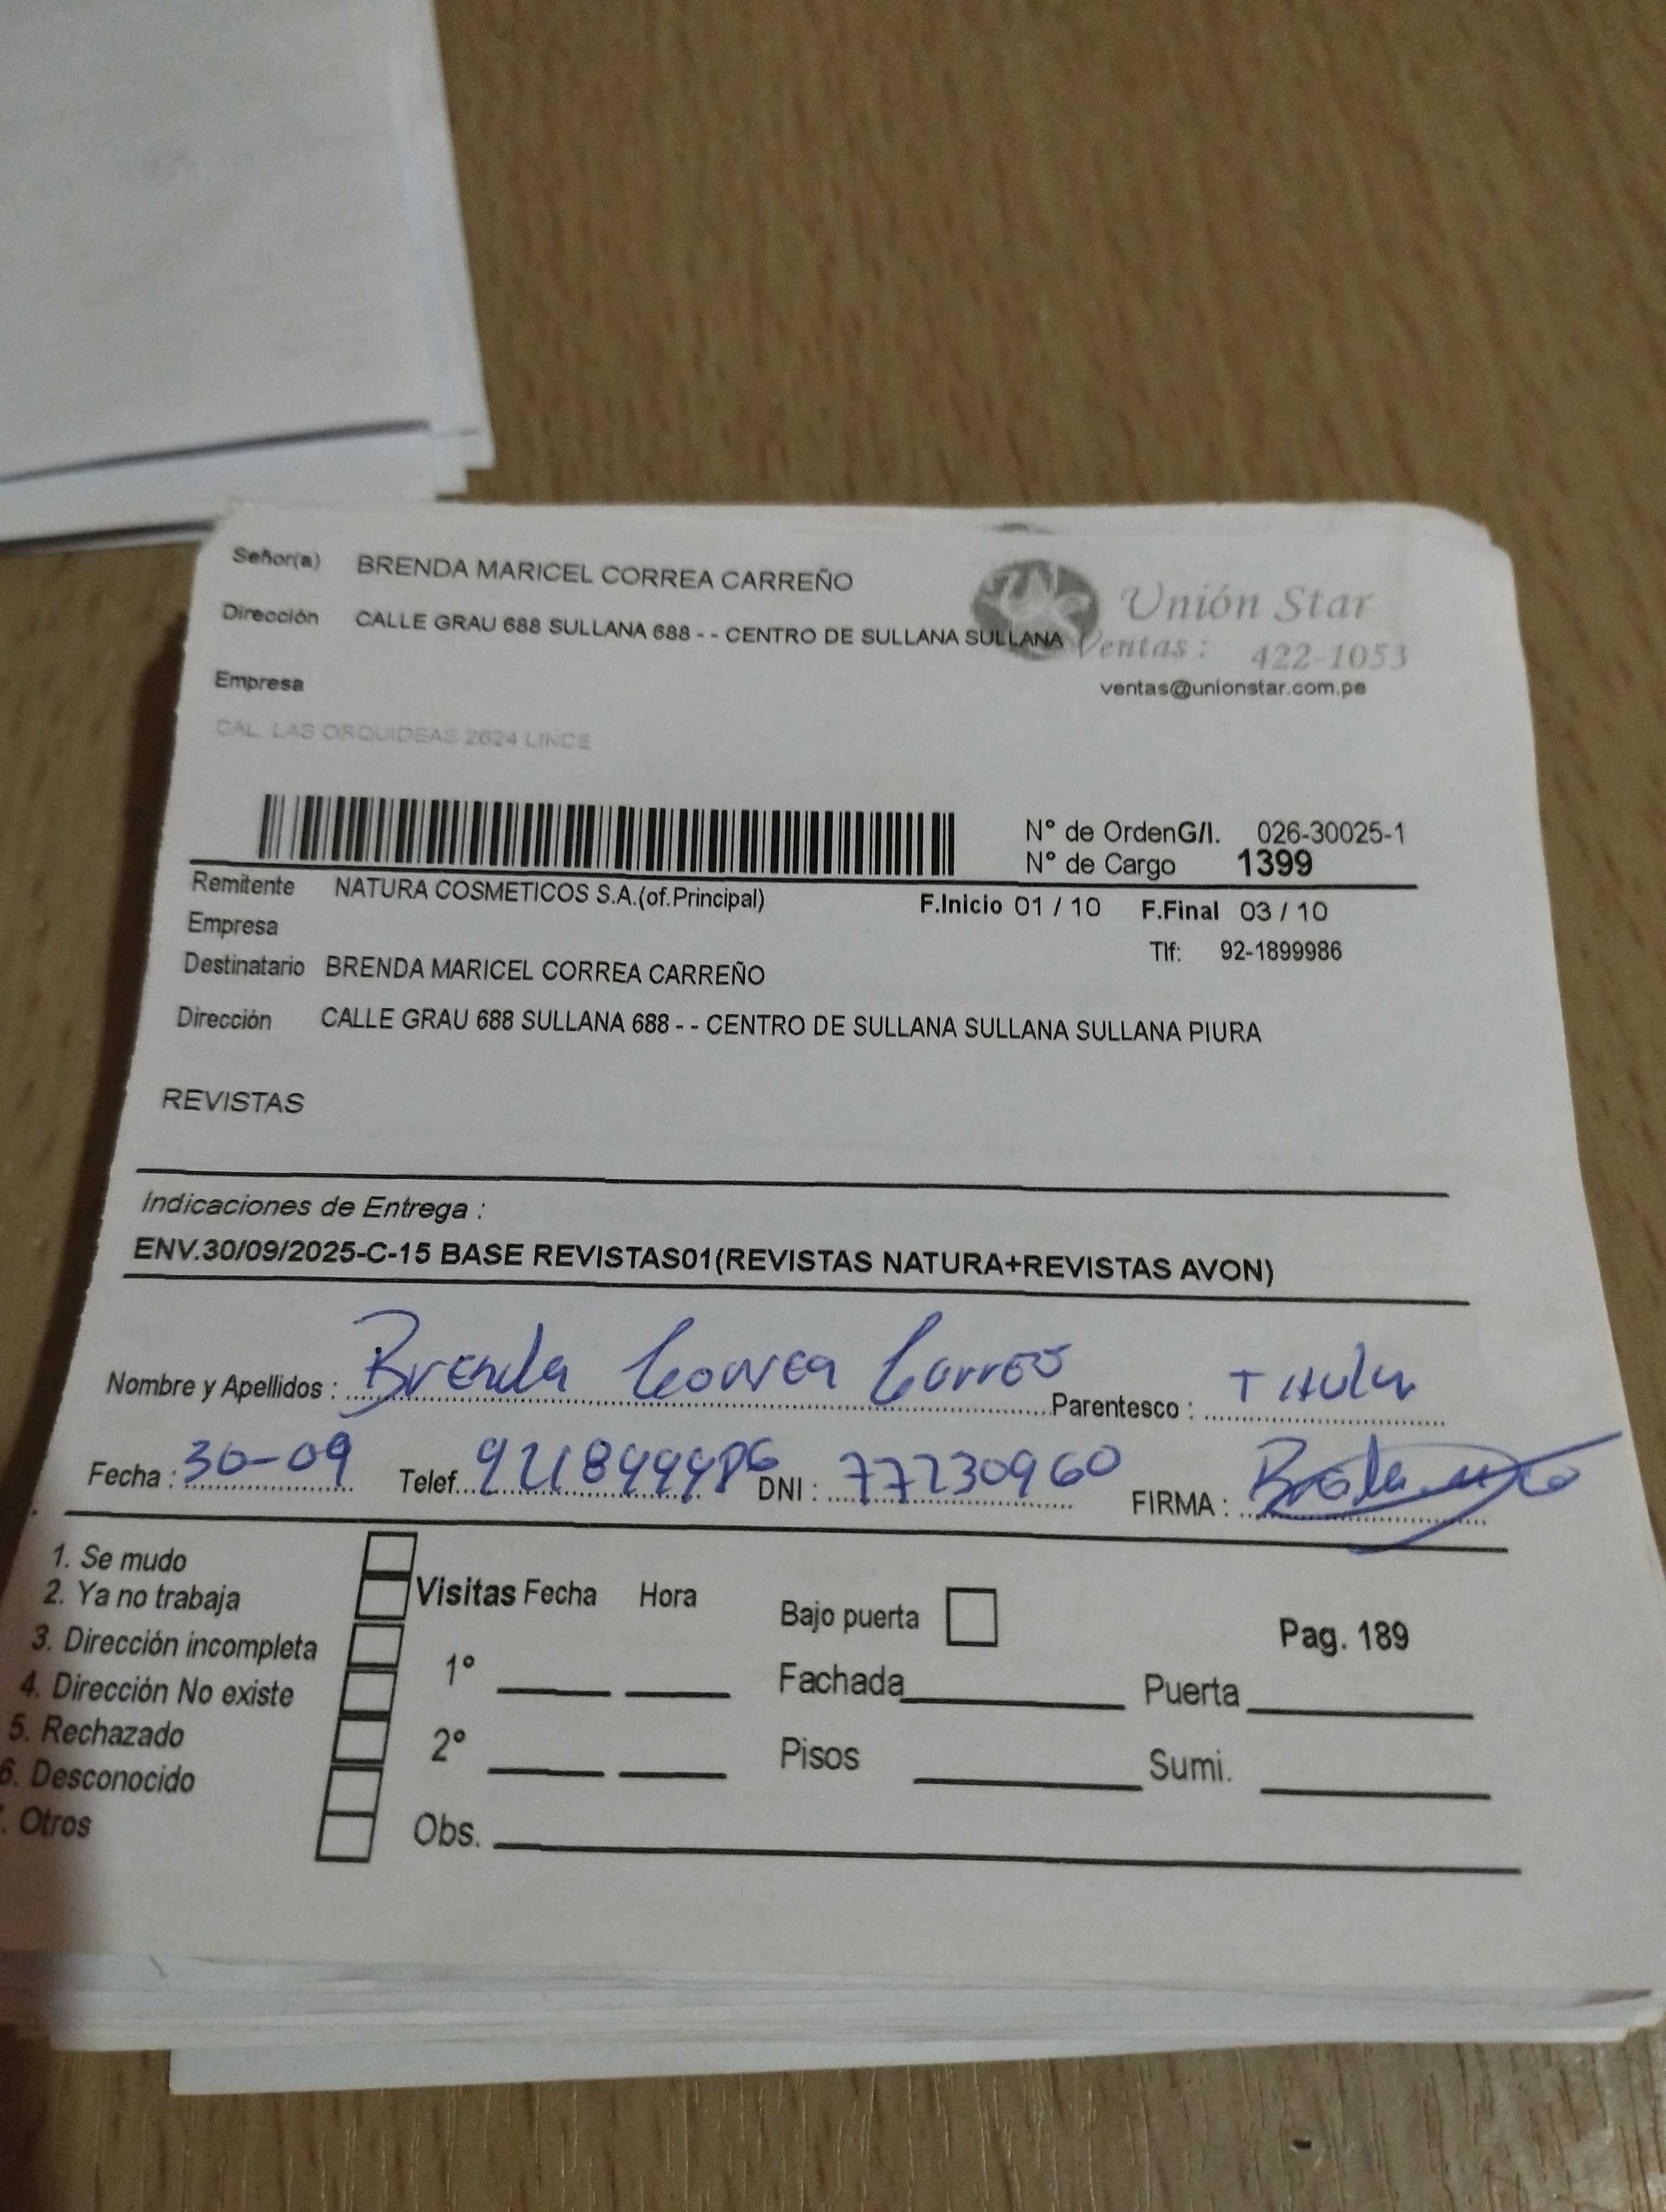 Señor(a) BRENDA MARICEL CORREA CARREÑO
Dirección CALLE GRAU 688 SULLANA 688 - - CENTRO DE SULLANA SULLANA
Unión Star
Ventas : 422-1053
Empresa
ventas@unionstar.com.pe
CAL. LAS ORQUIDEAS 2624 LINCE
N° de OrdenG/I. 026-30025-1
N° de Cargo 1399
Remitente NATURA COSMETICOS S.A.(of.Principal) F.Inicio 01 / 10 F.Final 03 / 10
Empresa
Tlf: 92-1899986
Destinatario BRENDA MARICEL CORREA CARREÑO
Dirección CALLE GRAU 688 SULLANA 688 - - CENTRO DE SULLANA SULLANA SULLANA PIURA
REVISTAS
Indicaciones de Entrega :
ENV.30/09/2025-C-15 BASE REVISTAS01(REVISTAS NATURA+REVISTAS AVON)
Nombre y Apellidos : Brenda Correa Parentesco : Titular
Fecha : 30-09 Telef. DNI : 77230960 FIRMA :
1. Se mudo
2. Ya no trabaja
3. Dirección incompleta
4. Dirección No existe
5. Rechazado
6. Desconocido
. Otros
Visitas Fecha Hora
1°
2°
Obs.
Bajo puerta
Pag. 189
Fachada Puerta
Pisos Sumi.